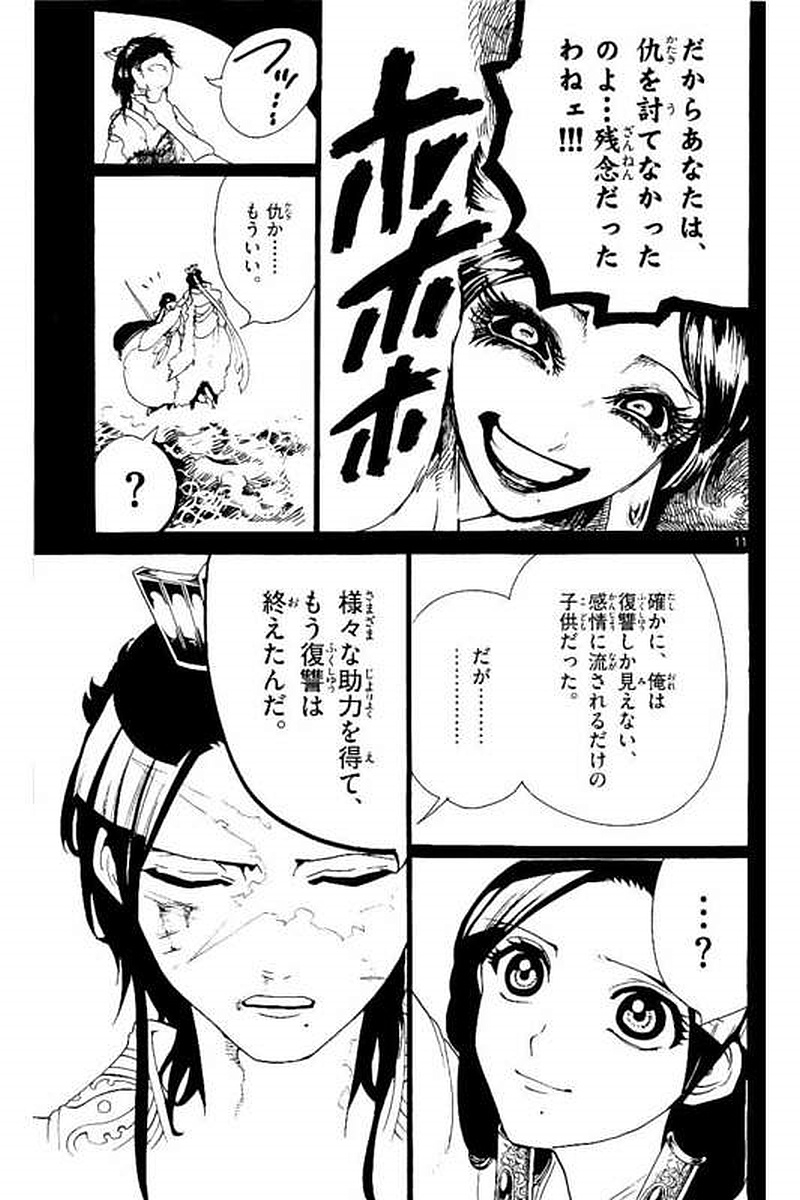 だからあなたは、
仇を討てなかった
のよ…残念だった
わねェ!!!
ホホホホ
フッ…
仇か……
もういい。
?
11
確かに、俺は
復讐しか見えない、
感情に流されるだけの
子供だった。
だが……
…………
…?
様々な助力を得て、
もう復讐は
終えたんだ。